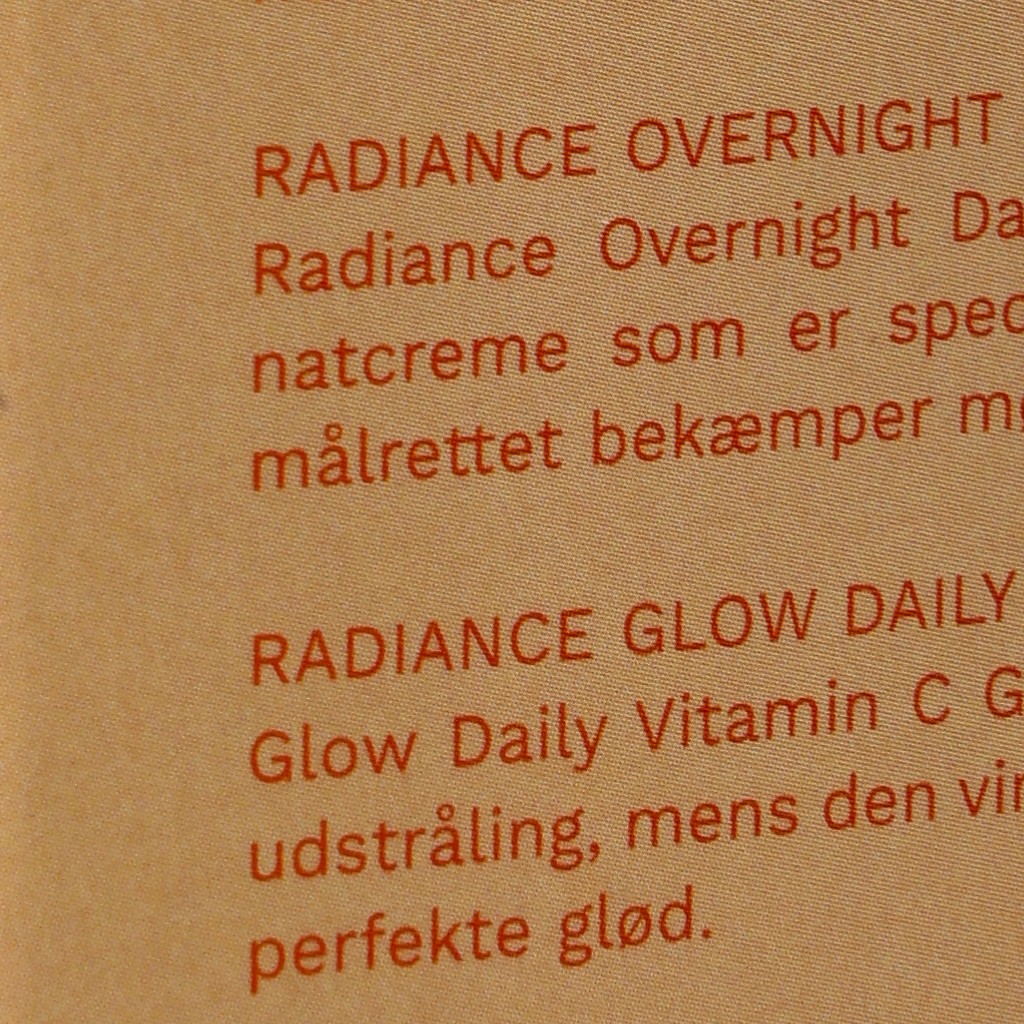 RADIANCE OVERNIGHT
Radiance Overnight
natcreme som er
målrettet bekæmper
RADIANCE GLOW DAILY
Glow Daily Vitamin C
udstråling, mens den
perfekte glød.